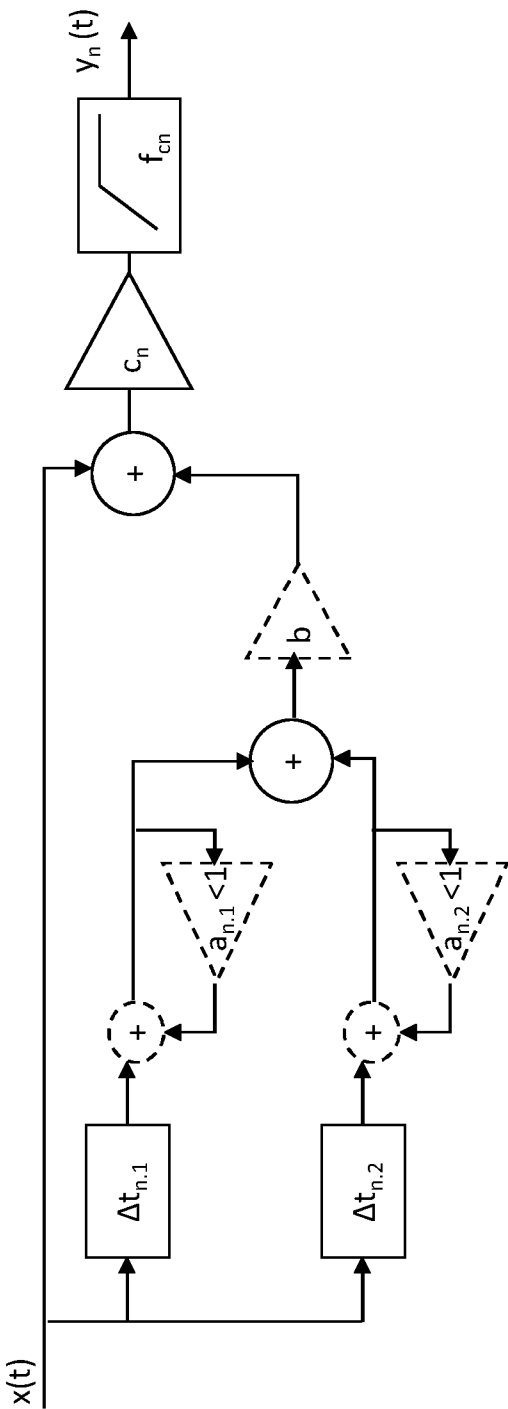 x(t)
Δtn.1
Δtn.2
+
+
an.1 <1
an.2 <1
+
b
+
cn
fcn
yn (t)